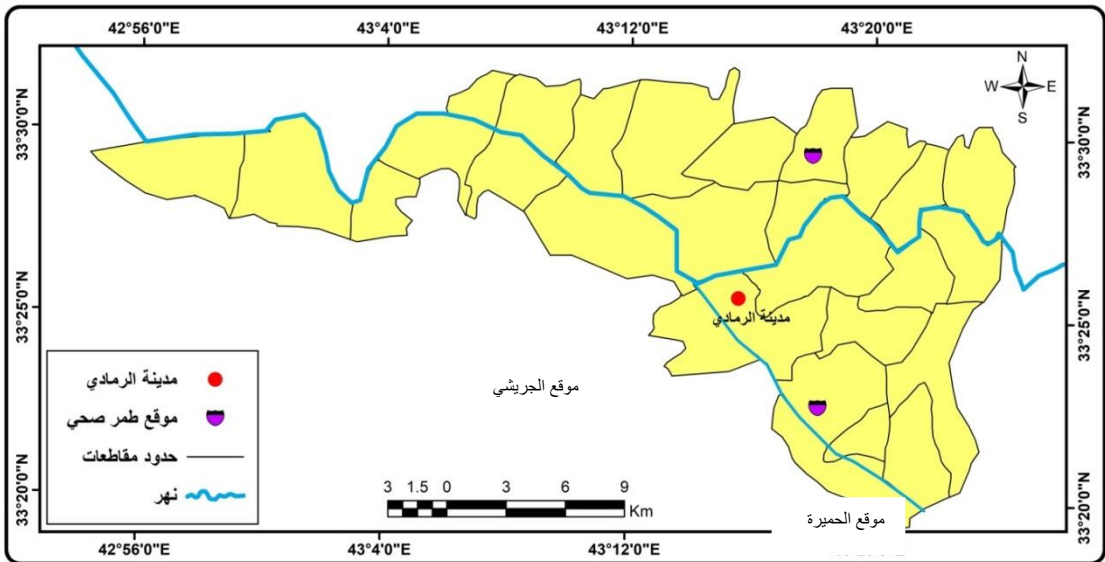 42°56'0"E
43°4'0"E
43°12'0"E
43°20'0"E
33°30'0"N
33°30'0"N
N
W
E
S
33°25'0"N
33°25'0"N
مدينة الرمادي
موقع الجريشي
مدينة الرمادي
موقع طمر صحي
حدود مقاطعات
نهر
3 1.5 0 3 6 9
Km
33°20'0"N
33°20'0"N
موقع الحميرة
42°56'0"E
43°4'0"E
43°12'0"E